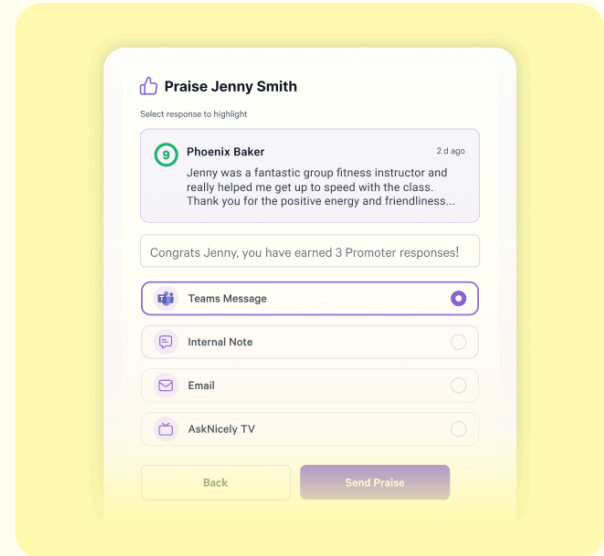 Praise Jenny Smith
Select response to highlight
9
Phoenix Baker
2 d ago
Jenny was a fantastic group fitness instructor and
really helped me get up to speed with the class.
Thank you for the positive energy and friendliness...
Congrats Jenny, you have earned 3 Promoter responses!
Teams Message
Internal Note
Email
AskNicely TV
Back
Send Praise